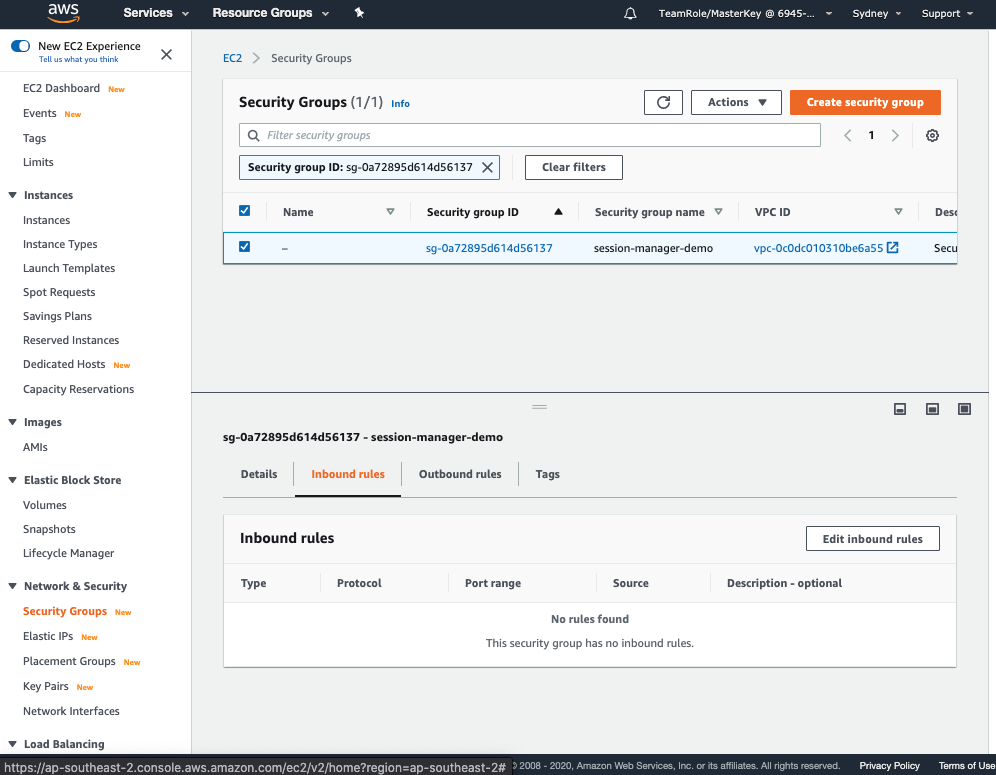 aws Services Resource Groups TeamRole/MasterKey @ 6945-... Sydney Support
New EC2 Experience
Tell us what you think
EC2 Dashboard New
Events New
Tags
Limits
Instances
Instances
Instance Types
Launch Templates
Spot Requests
Savings Plans
Reserved Instances
Dedicated Hosts New
Capacity Reservations
Images
AMIs
Elastic Block Store
Volumes
Snapshots
Lifecycle Manager
Network & Security
Security Groups New
Elastic IPs New
Placement Groups New
Key Pairs New
Network Interfaces
Load Balancing
EC2 > Security Groups
Security Groups (1/1) Info
Actions
Create security group
Filter security groups
1
Security group ID: sg-0a72895d614d56137
Clear filters
Name Security group ID Security group name VPC ID Desc
– sg-0a72895d614d56137 session-manager-demo vpc-0c0dc010310be6a55 Secu
sg-0a72895d614d56137 - session-manager-demo
Details Inbound rules Outbound rules Tags
Inbound rules
Edit inbound rules
Type Protocol Port range Source Description - optional
No rules found
This security group has no inbound rules.
https://ap-southeast-2.console.aws.amazon.com/ec2/v2/home?region=ap-southeast-2#
2008 - 2020, Amazon Web Services, Inc. or its affiliates. All rights reserved. Privacy Policy Terms of Use